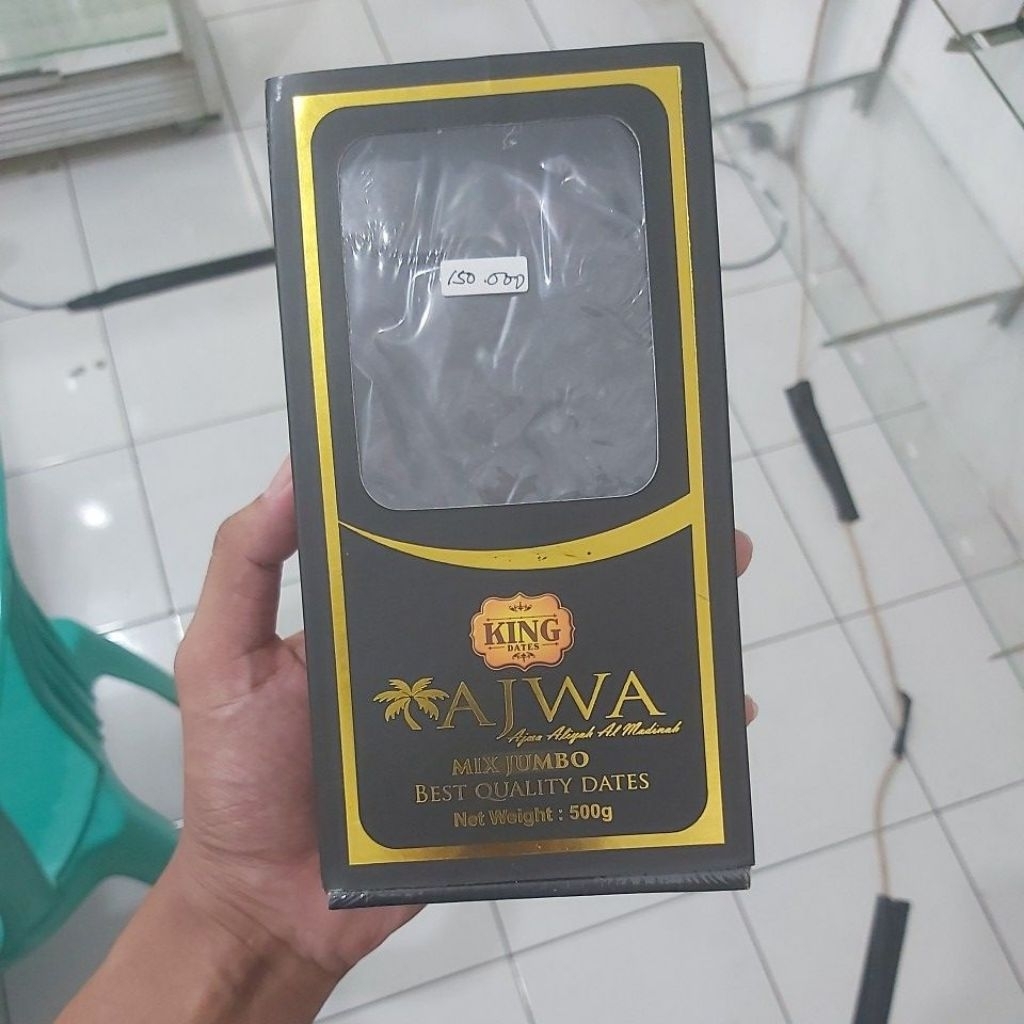 150.000
KING
DATES
AJWA
Ajwa Aliyah Al Madinah
MIX JUMBO
BEST QUALITY DATES
Net Weight : 500g